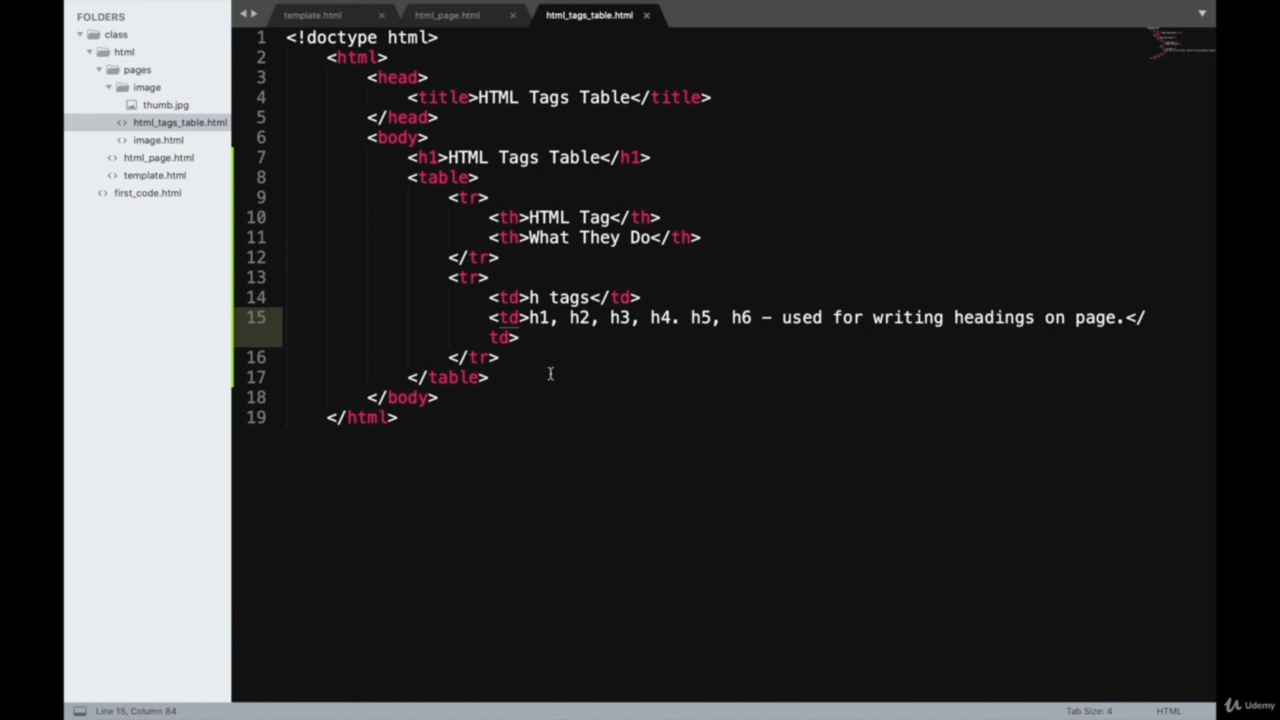 FOLDERS
class
html
pages
image
thumb.jpg
html_tags_table.html
image.html
html_page.html
template.html
first_code.html
template.html
html_page.html
html_tags_table.html
1 <!doctype html>
2 <html>
3 <head>
4 <title>HTML Tags Table</title>
5 </head>
6 <body>
7 <h1>HTML Tags Table</h1>
8 <table>
9 <tr>
10 <th>HTML Tag</th>
11 <th>What They Do</th>
12 </tr>
13 <tr>
14 <td>h tags</td>
15 <td>h1, h2, h3, h4. h5, h6 – used for writing headings on page.</
td>
16 </tr>
17 </table>
18 </body>
19 </html>
Line 15, Column 84
Tab Size: 4
HTML
Udemy